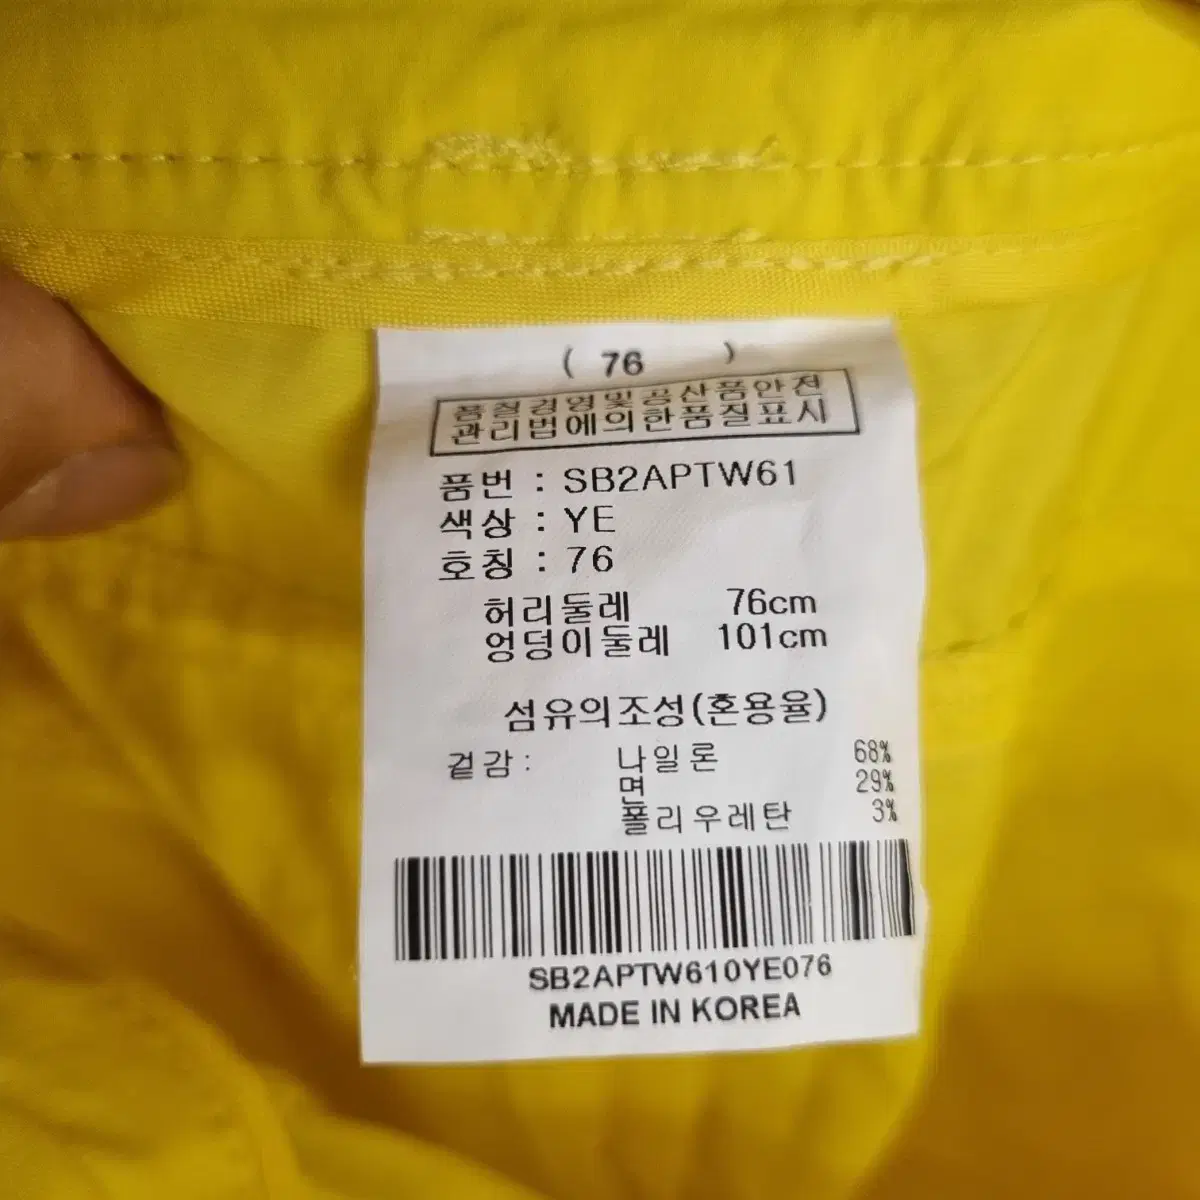 ( 76 )
품질경영및공산품안전
관리법에의한품질표시
품번 : SB2APTW61
색상 : YE
호칭 : 76
허리둘레 76cm
엉덩이둘레 101cm
섬유의조성(혼용율)
겉감: 나일론 68%
면 29%
폴리우레탄 3%
SB2APTW610YE076
MADE IN KOREA